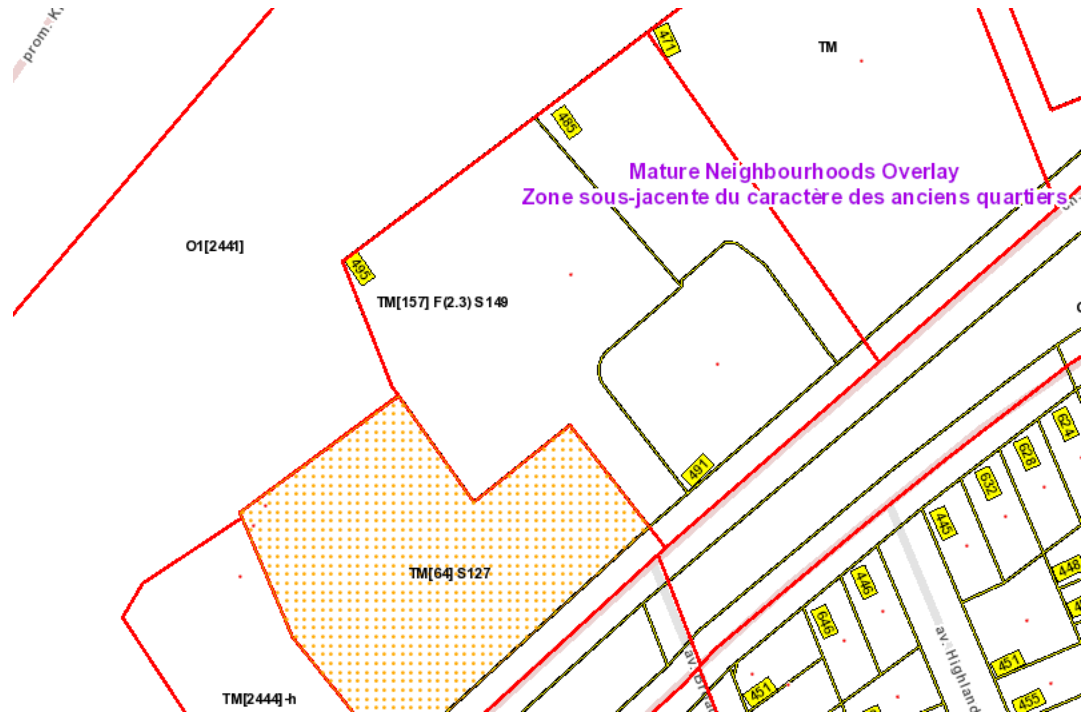 prom. K
471
TM
485
Mature Neighbourhoods Overlay
Zone sous-jacente du caractère des anciens quartiers
O1[2441]
495
TM[157] F(2.3) S149
491
624
628
632
445
TM[64] S127
446
448
646
451
av. Highland
451
455
TM[2444]-h